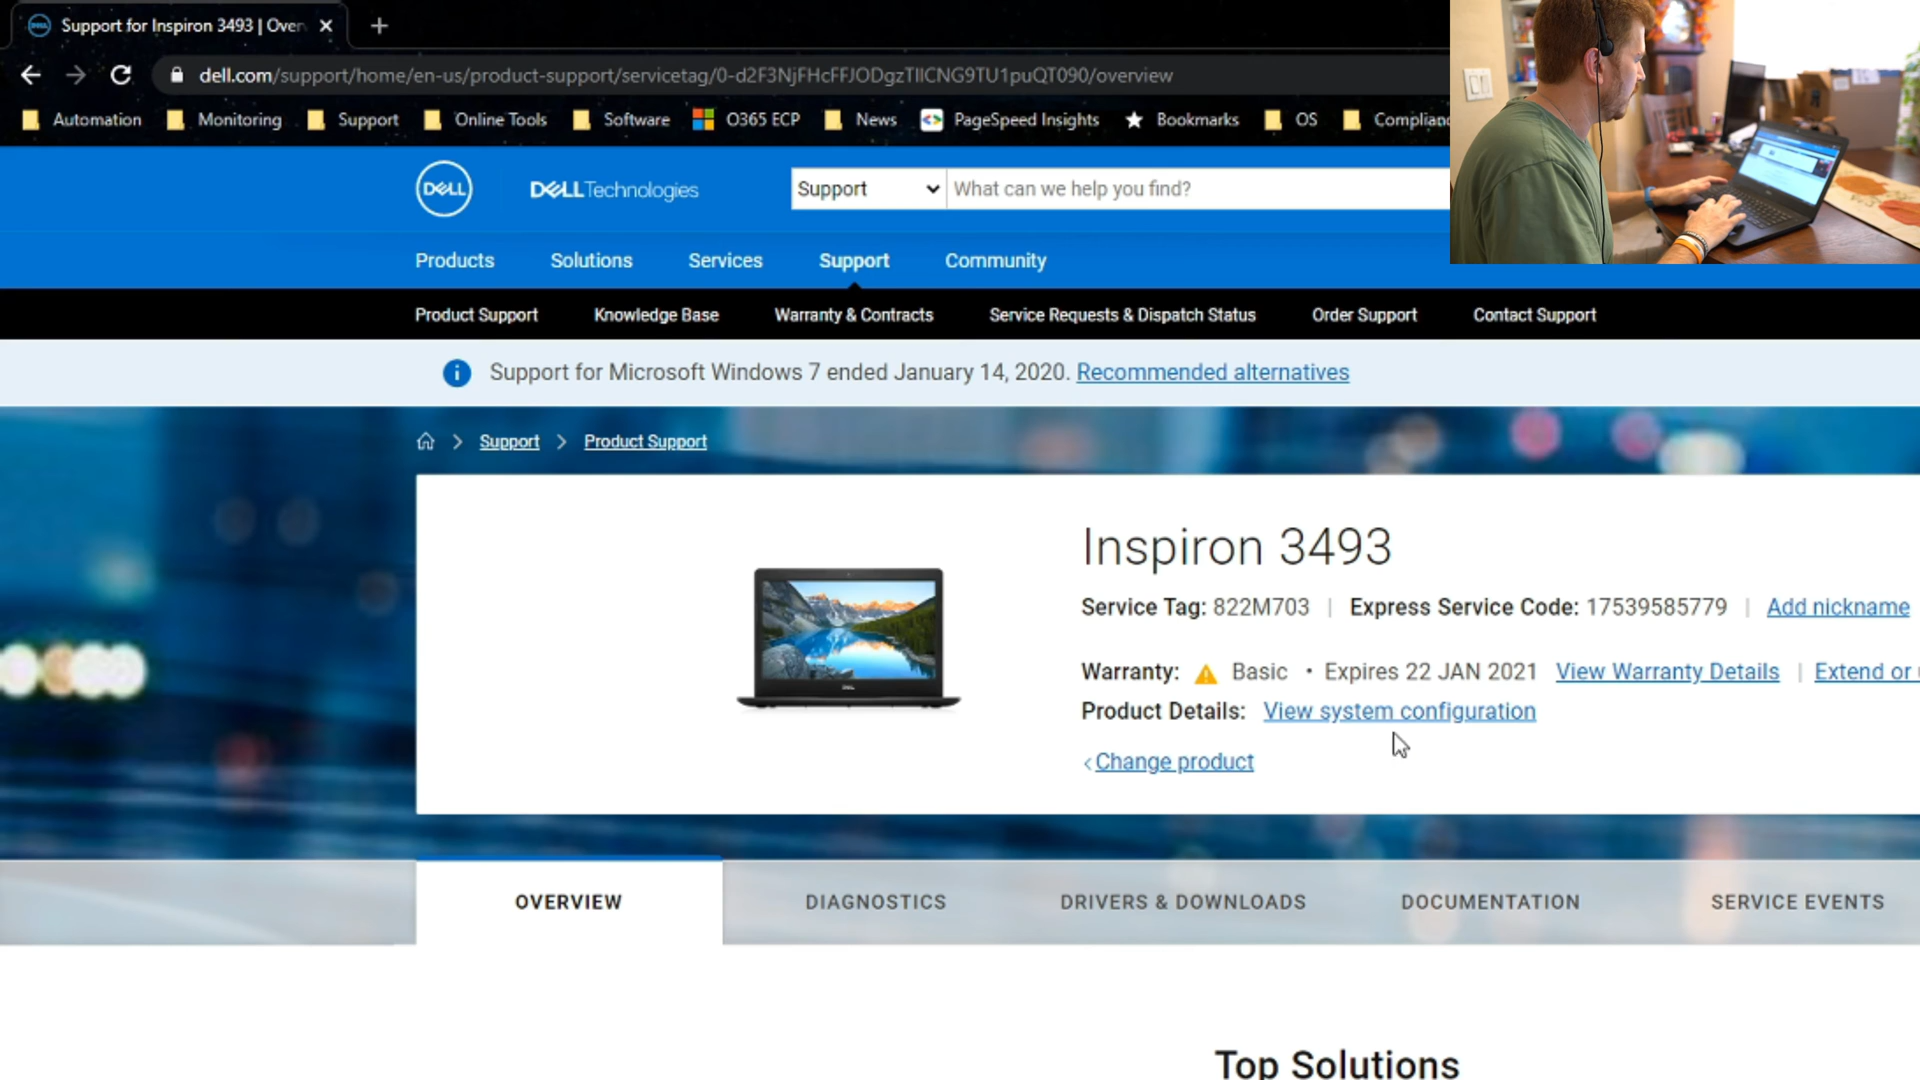 Support for Inspiron 3493 | Over
dell.com/support/home/en-us/product-support/servicetag/0-d2F3NjFHcFFJODgzTllCNG9TU1puQT090/overview
Automation Monitoring Support Online Tools Software O365 ECP News PageSpeed Insights Bookmarks OS Complianc
DELL DELLTechnologies Support What can we help you find?
Products Solutions Services Support Community
Product Support Knowledge Base Warranty & Contracts Service Requests & Dispatch Status Order Support Contact Support
Support for Microsoft Windows 7 ended January 14, 2020. Recommended alternatives
Support > Product Support
Inspiron 3493
Service Tag: 822M703 | Express Service Code: 17539585779 | Add nickname
Warranty: Basic • Expires 22 JAN 2021 View Warranty Details | Extend or
Product Details: View system configuration
‹ Change product
OVERVIEW DIAGNOSTICS DRIVERS & DOWNLOADS DOCUMENTATION SERVICE EVENTS
Top Solutions